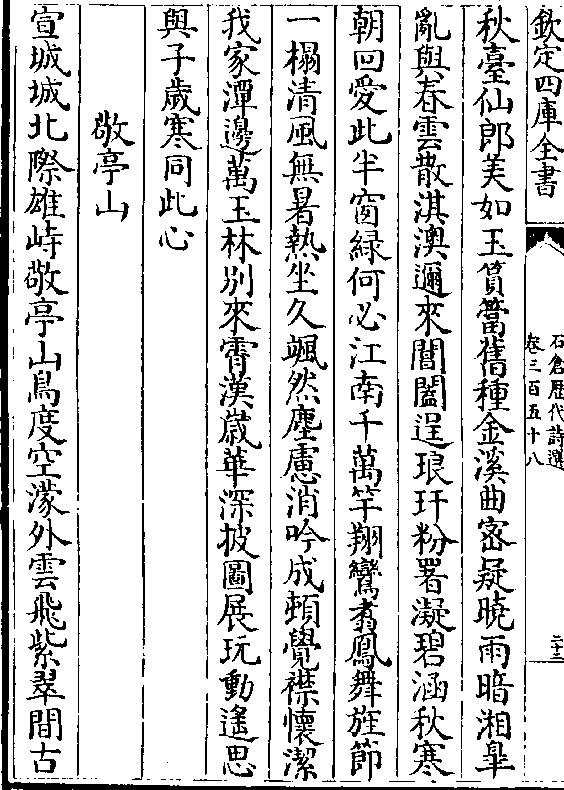 欽定四庫全書
石倉歴代詩選
卷三百五十八
二十三
秋臺仙郎美如玉篔簹舊種金溪曲密疑曉雨暗湘臯
亂與春雲散淇澳邇來閶闔逞琅玕粉署凝碧涵秋寒
朝回愛此半窗緑何必江南千萬竿翔鸞翥鳳舞旌節
一榻清風無暑熱坐久颯然塵慮消吟成頓覺襟懷潔
我家潭邊萬玉林别來霄漢嵗華深披圖展玩動遙思
與子歳寒同此心
敬亭山
宣城城北際雄峙敬亭山鳥度空濛外雲飛紫翠間古